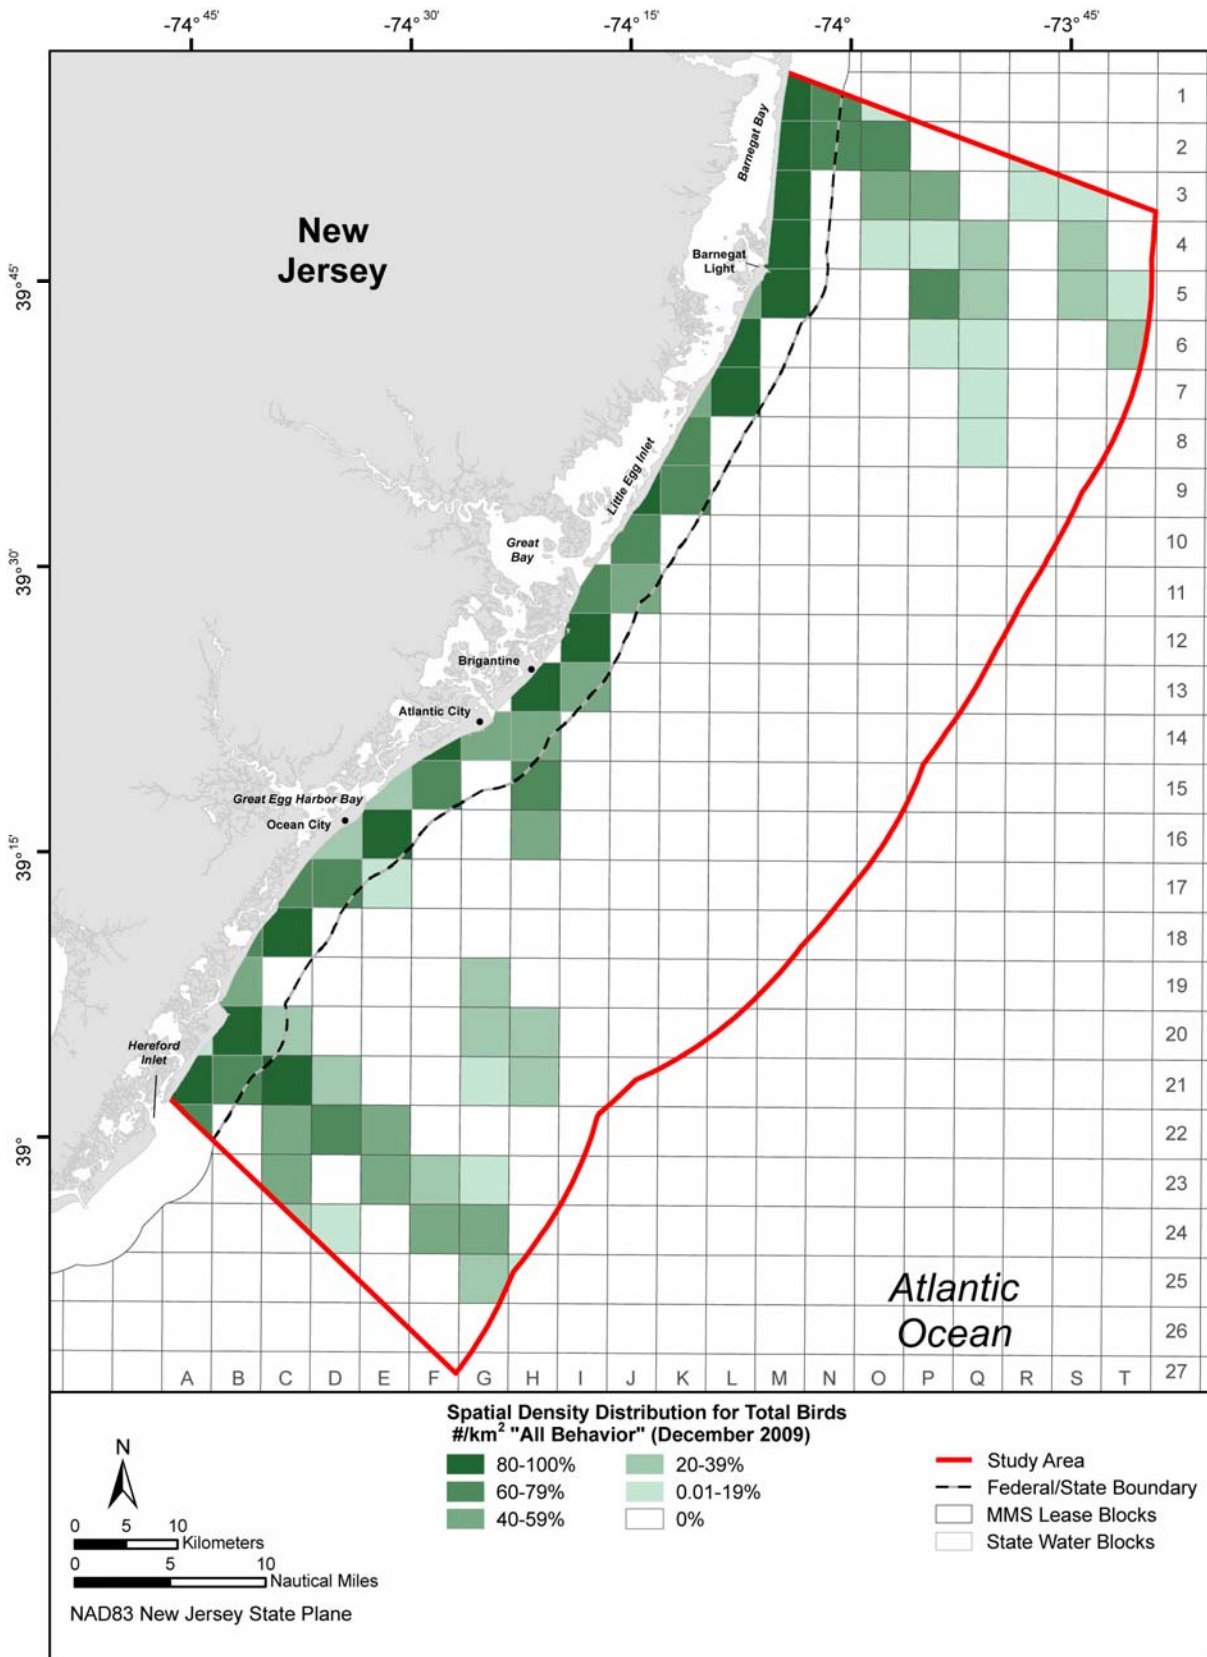 -74° 45'
-74° 30'
-74° 15'
-74°
-73° 45'
39° 45'
39° 30'
39° 15'
39°
New
Jersey
Barnegat Bay
Barnegat
Light
Little Egg Inlet
Great
Bay
Brigantine
Atlantic City
Great Egg Harbor Bay
Ocean City
Hereford
Inlet
Atlantic
Ocean
1
2
3
4
5
6
7
8
9
10
11
12
13
14
15
16
17
18
19
20
21
22
23
24
25
26
27
A B C D E F G H I J K L M N O P Q R S T
Spatial Density Distribution for Total Birds
#/km² "All Behavior" (December 2009)
80-100%
60-79%
40-59%
20-39%
0.01-19%
0%
Study Area
Federal/State Boundary
MMS Lease Blocks
State Water Blocks
N
0 5 10
Kilometers
0 5 10
Nautical Miles
NAD83 New Jersey State Plane